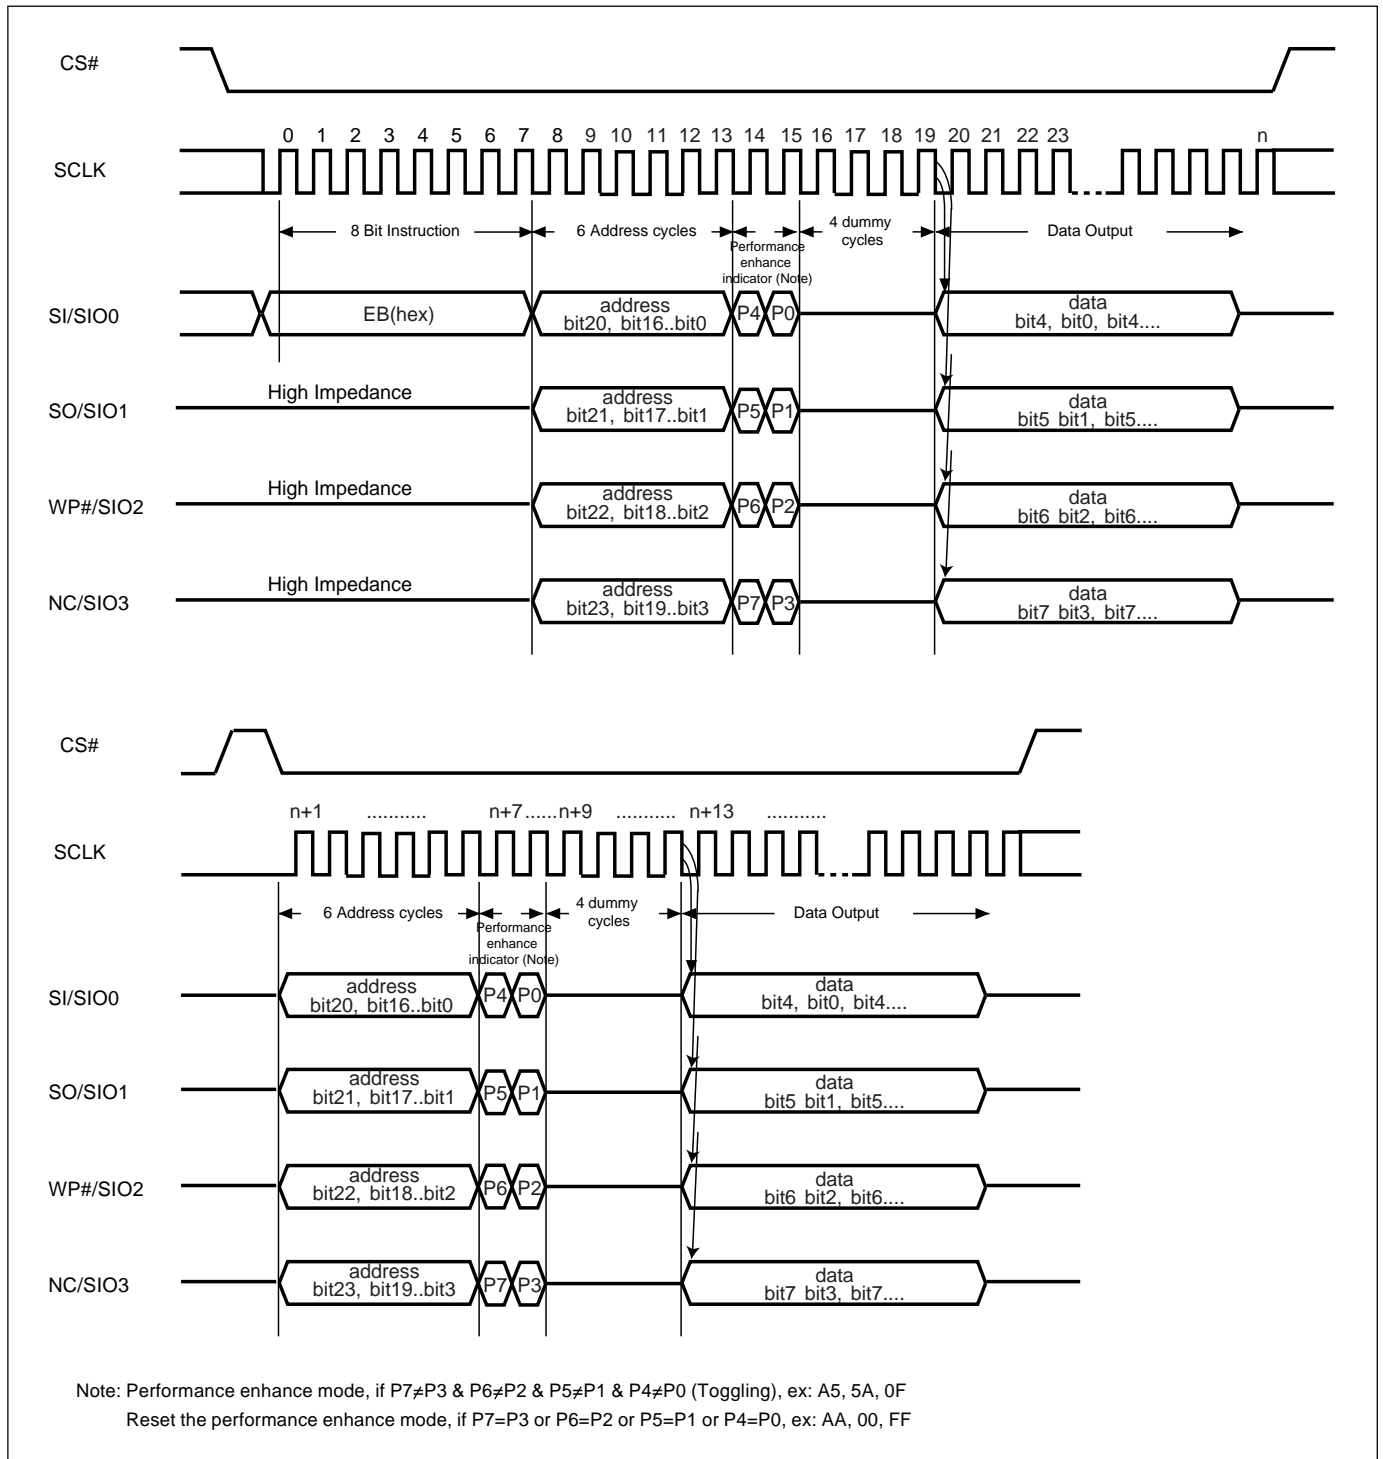 CS#
0 1 2 3 4 5 6 7 8 9 10 11 12 13 14 15 16 17 18 19 20 21 22 23 n
SCLK
8 Bit Instruction
6 Address cycles
Performance
enhance
indicator (Note)
4 dummy
cycles
Data Output
SI/SIO0
EB(hex)
address
bit20, bit16..bit0
P4 P0
data
bit4, bit0, bit4....
SO/SIO1
High Impedance
address
bit21, bit17..bit1
P5 P1
data
bit5 bit1, bit5....
WP#/SIO2
High Impedance
address
bit22, bit18..bit2
P6 P2
data
bit6 bit2, bit6....
NC/SIO3
High Impedance
address
bit23, bit19..bit3
P7 P3
data
bit7 bit3, bit7....
CS#
n+1 ........... n+7......n+9 ........... n+13 ...........
SCLK
6 Address cycles
Performance
enhance
indicator (Note)
4 dummy
cycles
Data Output
SI/SIO0
address
bit20, bit16..bit0
P4 P0
data
bit4, bit0, bit4....
SO/SIO1
address
bit21, bit17..bit1
P5 P1
data
bit5 bit1, bit5....
WP#/SIO2
address
bit22, bit18..bit2
P6 P2
data
bit6 bit2, bit6....
NC/SIO3
address
bit23, bit19..bit3
P7 P3
data
bit7 bit3, bit7....
Note: Performance enhance mode, if P7≠P3 & P6≠P2 & P5≠P1 & P4≠P0 (Toggling), ex: A5, 5A, 0F
Reset the performance enhance mode, if P7=P3 or P6=P2 or P5=P1 or P4=P0, ex: AA, 00, FF